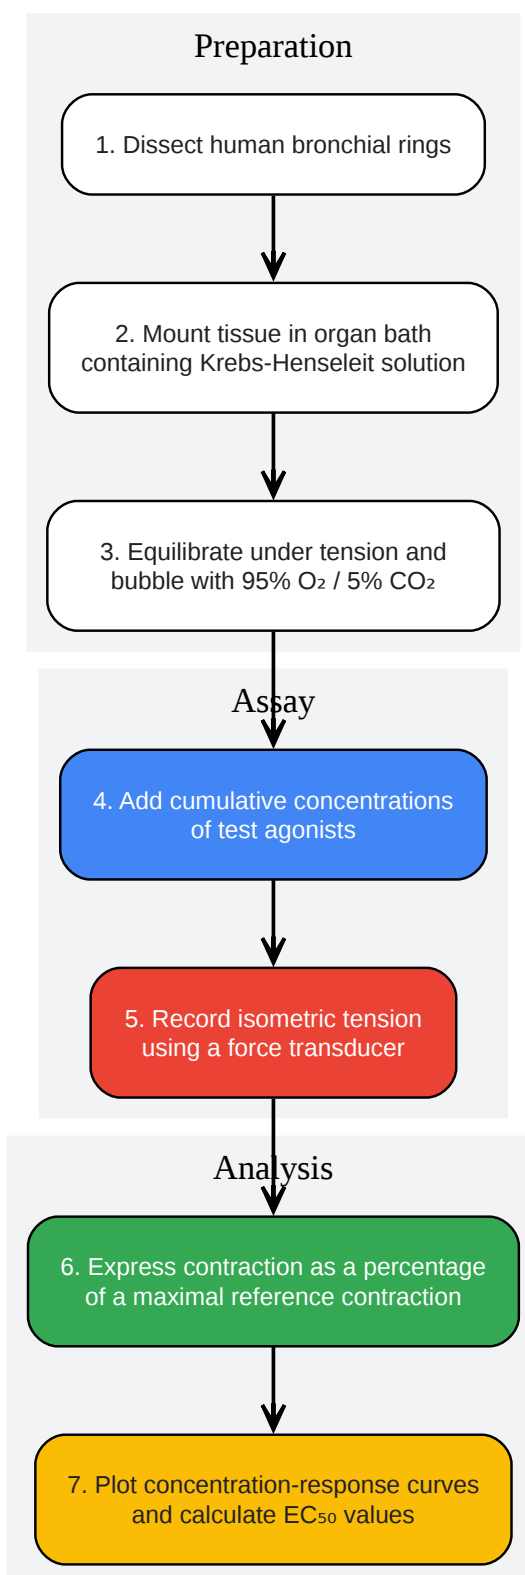 Preparation
1. Dissect human bronchial rings
2. Mount tissue in organ bath
containing Krebs-Henseleit solution
3. Equilibrate under tension and
bubble with 95% O₂ / 5% CO₂
Assay
4. Add cumulative concentrations
of test agonists
5. Record isometric tension
using a force transducer
Analysis
6. Express contraction as a percentage
of a maximal reference contraction
7. Plot concentration-response curves
and calculate EC₅₀ values